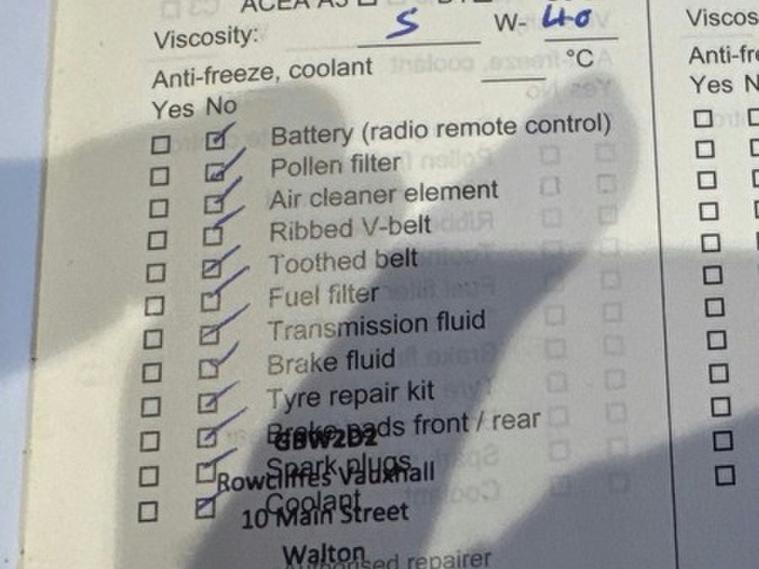 Viscosity: 5 W- 40
Viscos
Anti-freeze, coolant °C
Anti-fre
Yes No
Yes N
Battery (radio remote control)
Pollen filter
Air cleaner element
Ribbed V-belt
Toothed belt
Fuel filter
Transmission fluid
Brake fluid
Tyre repair kit
Brake pads front / rear
GBW2D2
Spark plugs
Rowcliffes Vauxhall
Coolant
10 Main Street
Walton
repairer